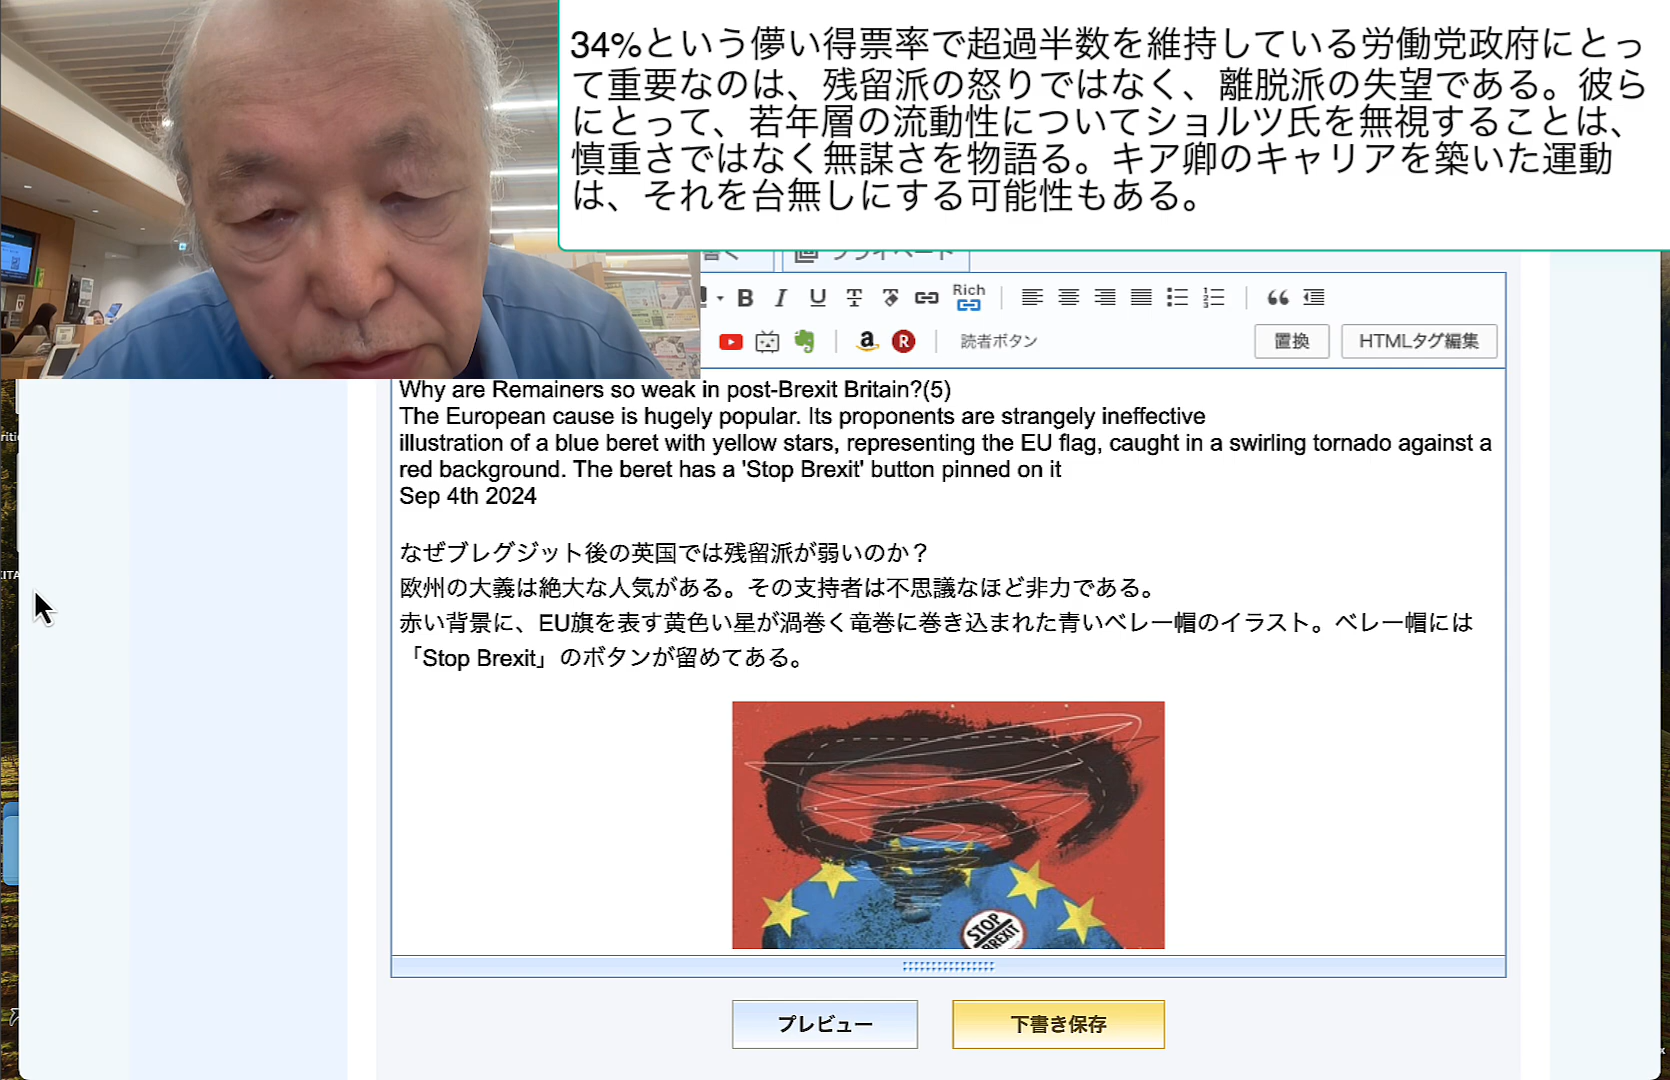 34%という儚い得票率で超過半数を維持している労働党政府にとっ
て重要なのは、残留派の怒りではなく、離脱派の失望である。彼ら
にとって、若年層の流動性についてショルツ氏を無視することは、
慎重さではなく無謀さを物語る。キア卿のキャリアを築いた運動
は、それを台無しにする可能性もある。
Rich
読者ボタン
置換
HTMLタグ編集
Why are Remainers so weak in post-Brexit Britain?(5)
The European cause is hugely popular. Its proponents are strangely ineffective
illustration of a blue beret with yellow stars, representing the EU flag, caught in a swirling tornado against a
red background. The beret has a 'Stop Brexit' button pinned on it
Sep 4th 2024
なぜブレグジット後の英国では残留派が弱いのか？
欧州の大義は絶大な人気がある。その支持者は不思議なほど非力である。
赤い背景に、EU旗を表す黄色い星が渦巻く竜巻に巻き込まれた青いベレー帽のイラスト。ベレー帽には
「Stop Brexit」のボタンが留めてある。
STOP
BREXIT
プレビュー
下書き保存